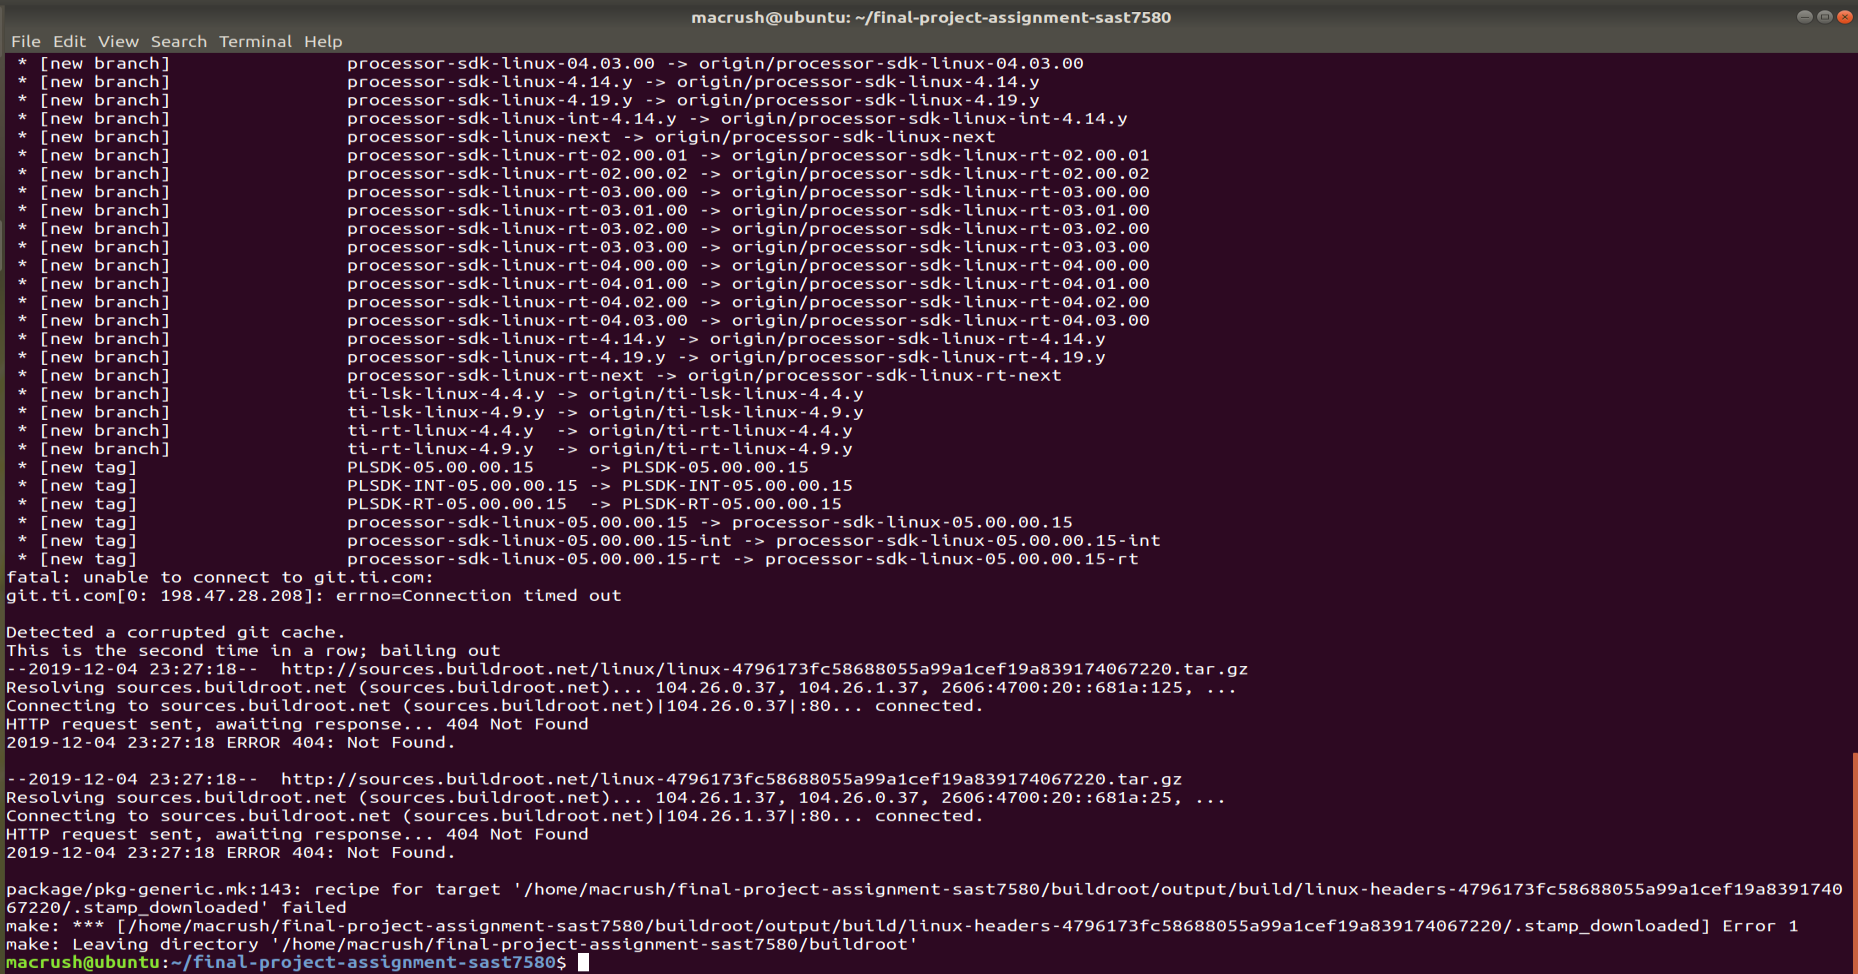 macrush@ubuntu: ~/final-project-assignment-sast7580
File Edit View Search Terminal Help
* [new branch] processor-sdk-linux-04.03.00 -> origin/processor-sdk-linux-04.03.00
* [new branch] processor-sdk-linux-4.14.y -> origin/processor-sdk-linux-4.14.y
* [new branch] processor-sdk-linux-4.19.y -> origin/processor-sdk-linux-4.19.y
* [new branch] processor-sdk-linux-int-4.14.y -> origin/processor-sdk-linux-int-4.14.y
* [new branch] processor-sdk-linux-next -> origin/processor-sdk-linux-next
* [new branch] processor-sdk-linux-rt-02.00.01 -> origin/processor-sdk-linux-rt-02.00.01
* [new branch] processor-sdk-linux-rt-02.00.02 -> origin/processor-sdk-linux-rt-02.00.02
* [new branch] processor-sdk-linux-rt-03.00.00 -> origin/processor-sdk-linux-rt-03.00.00
* [new branch] processor-sdk-linux-rt-03.01.00 -> origin/processor-sdk-linux-rt-03.01.00
* [new branch] processor-sdk-linux-rt-03.02.00 -> origin/processor-sdk-linux-rt-03.02.00
* [new branch] processor-sdk-linux-rt-03.03.00 -> origin/processor-sdk-linux-rt-03.03.00
* [new branch] processor-sdk-linux-rt-04.00.00 -> origin/processor-sdk-linux-rt-04.00.00
* [new branch] processor-sdk-linux-rt-04.01.00 -> origin/processor-sdk-linux-rt-04.01.00
* [new branch] processor-sdk-linux-rt-04.02.00 -> origin/processor-sdk-linux-rt-04.02.00
* [new branch] processor-sdk-linux-rt-04.03.00 -> origin/processor-sdk-linux-rt-04.03.00
* [new branch] processor-sdk-linux-rt-4.14.y -> origin/processor-sdk-linux-rt-4.14.y
* [new branch] processor-sdk-linux-rt-4.19.y -> origin/processor-sdk-linux-rt-4.19.y
* [new branch] processor-sdk-linux-rt-next -> origin/processor-sdk-linux-rt-next
* [new branch] ti-lsk-linux-4.4.y -> origin/ti-lsk-linux-4.4.y
* [new branch] ti-lsk-linux-4.9.y -> origin/ti-lsk-linux-4.9.y
* [new branch] ti-rt-linux-4.4.y -> origin/ti-rt-linux-4.4.y
* [new branch] ti-rt-linux-4.9.y -> origin/ti-rt-linux-4.9.y
* [new tag] PLSDK-05.00.00.15 -> PLSDK-05.00.00.15
* [new tag] PLSDK-INT-05.00.00.15 -> PLSDK-INT-05.00.00.15
* [new tag] PLSDK-RT-05.00.00.15 -> PLSDK-RT-05.00.00.15
* [new tag] processor-sdk-linux-05.00.00.15 -> processor-sdk-linux-05.00.00.15
* [new tag] processor-sdk-linux-05.00.00.15-int -> processor-sdk-linux-05.00.00.15-int
* [new tag] processor-sdk-linux-05.00.00.15-rt -> processor-sdk-linux-05.00.00.15-rt
fatal: unable to connect to git.ti.com:
git.ti.com[0: 198.47.28.208]: errno=Connection timed out
Detected a corrupted git cache.
This is the second time in a row; bailing out
--2019-12-04 23:27:18-- http://sources.buildroot.net/linux/linux-4796173fc58688055a99a1cef19a839174067220.tar.gz
Resolving sources.buildroot.net (sources.buildroot.net)... 104.26.0.37, 104.26.1.37, 2606:4700:20::681a:125, ...
Connecting to sources.buildroot.net (sources.buildroot.net)|104.26.0.37|:80... connected.
HTTP request sent, awaiting response... 404 Not Found
2019-12-04 23:27:18 ERROR 404: Not Found.
--2019-12-04 23:27:18-- http://sources.buildroot.net/linux-4796173fc58688055a99a1cef19a839174067220.tar.gz
Resolving sources.buildroot.net (sources.buildroot.net)... 104.26.1.37, 104.26.0.37, 2606:4700:20::681a:25, ...
Connecting to sources.buildroot.net (sources.buildroot.net)|104.26.1.37|:80... connected.
HTTP request sent, awaiting response... 404 Not Found
2019-12-04 23:27:18 ERROR 404: Not Found.
package/pkg-generic.mk:143: recipe for target '/home/macrush/final-project-assignment-sast7580/buildroot/output/build/linux-headers-4796173fc58688055a99a1cef19a8391740
67220/.stamp_downloaded' failed
make: *** [/home/macrush/final-project-assignment-sast7580/buildroot/output/build/linux-headers-4796173fc58688055a99a1cef19a839174067220/.stamp_downloaded] Error 1
make: Leaving directory '/home/macrush/final-project-assignment-sast7580/buildroot'
macrush@ubuntu:~/final-project-assignment-sast7580$